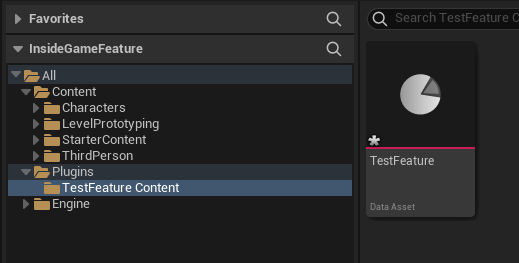 Favorites
InsideGameFeature
All
Content
Characters
LevelPrototyping
StarterContent
ThirdPerson
Plugins
TestFeature Content
Engine
Search TestFeature C
TestFeature
Data Asset